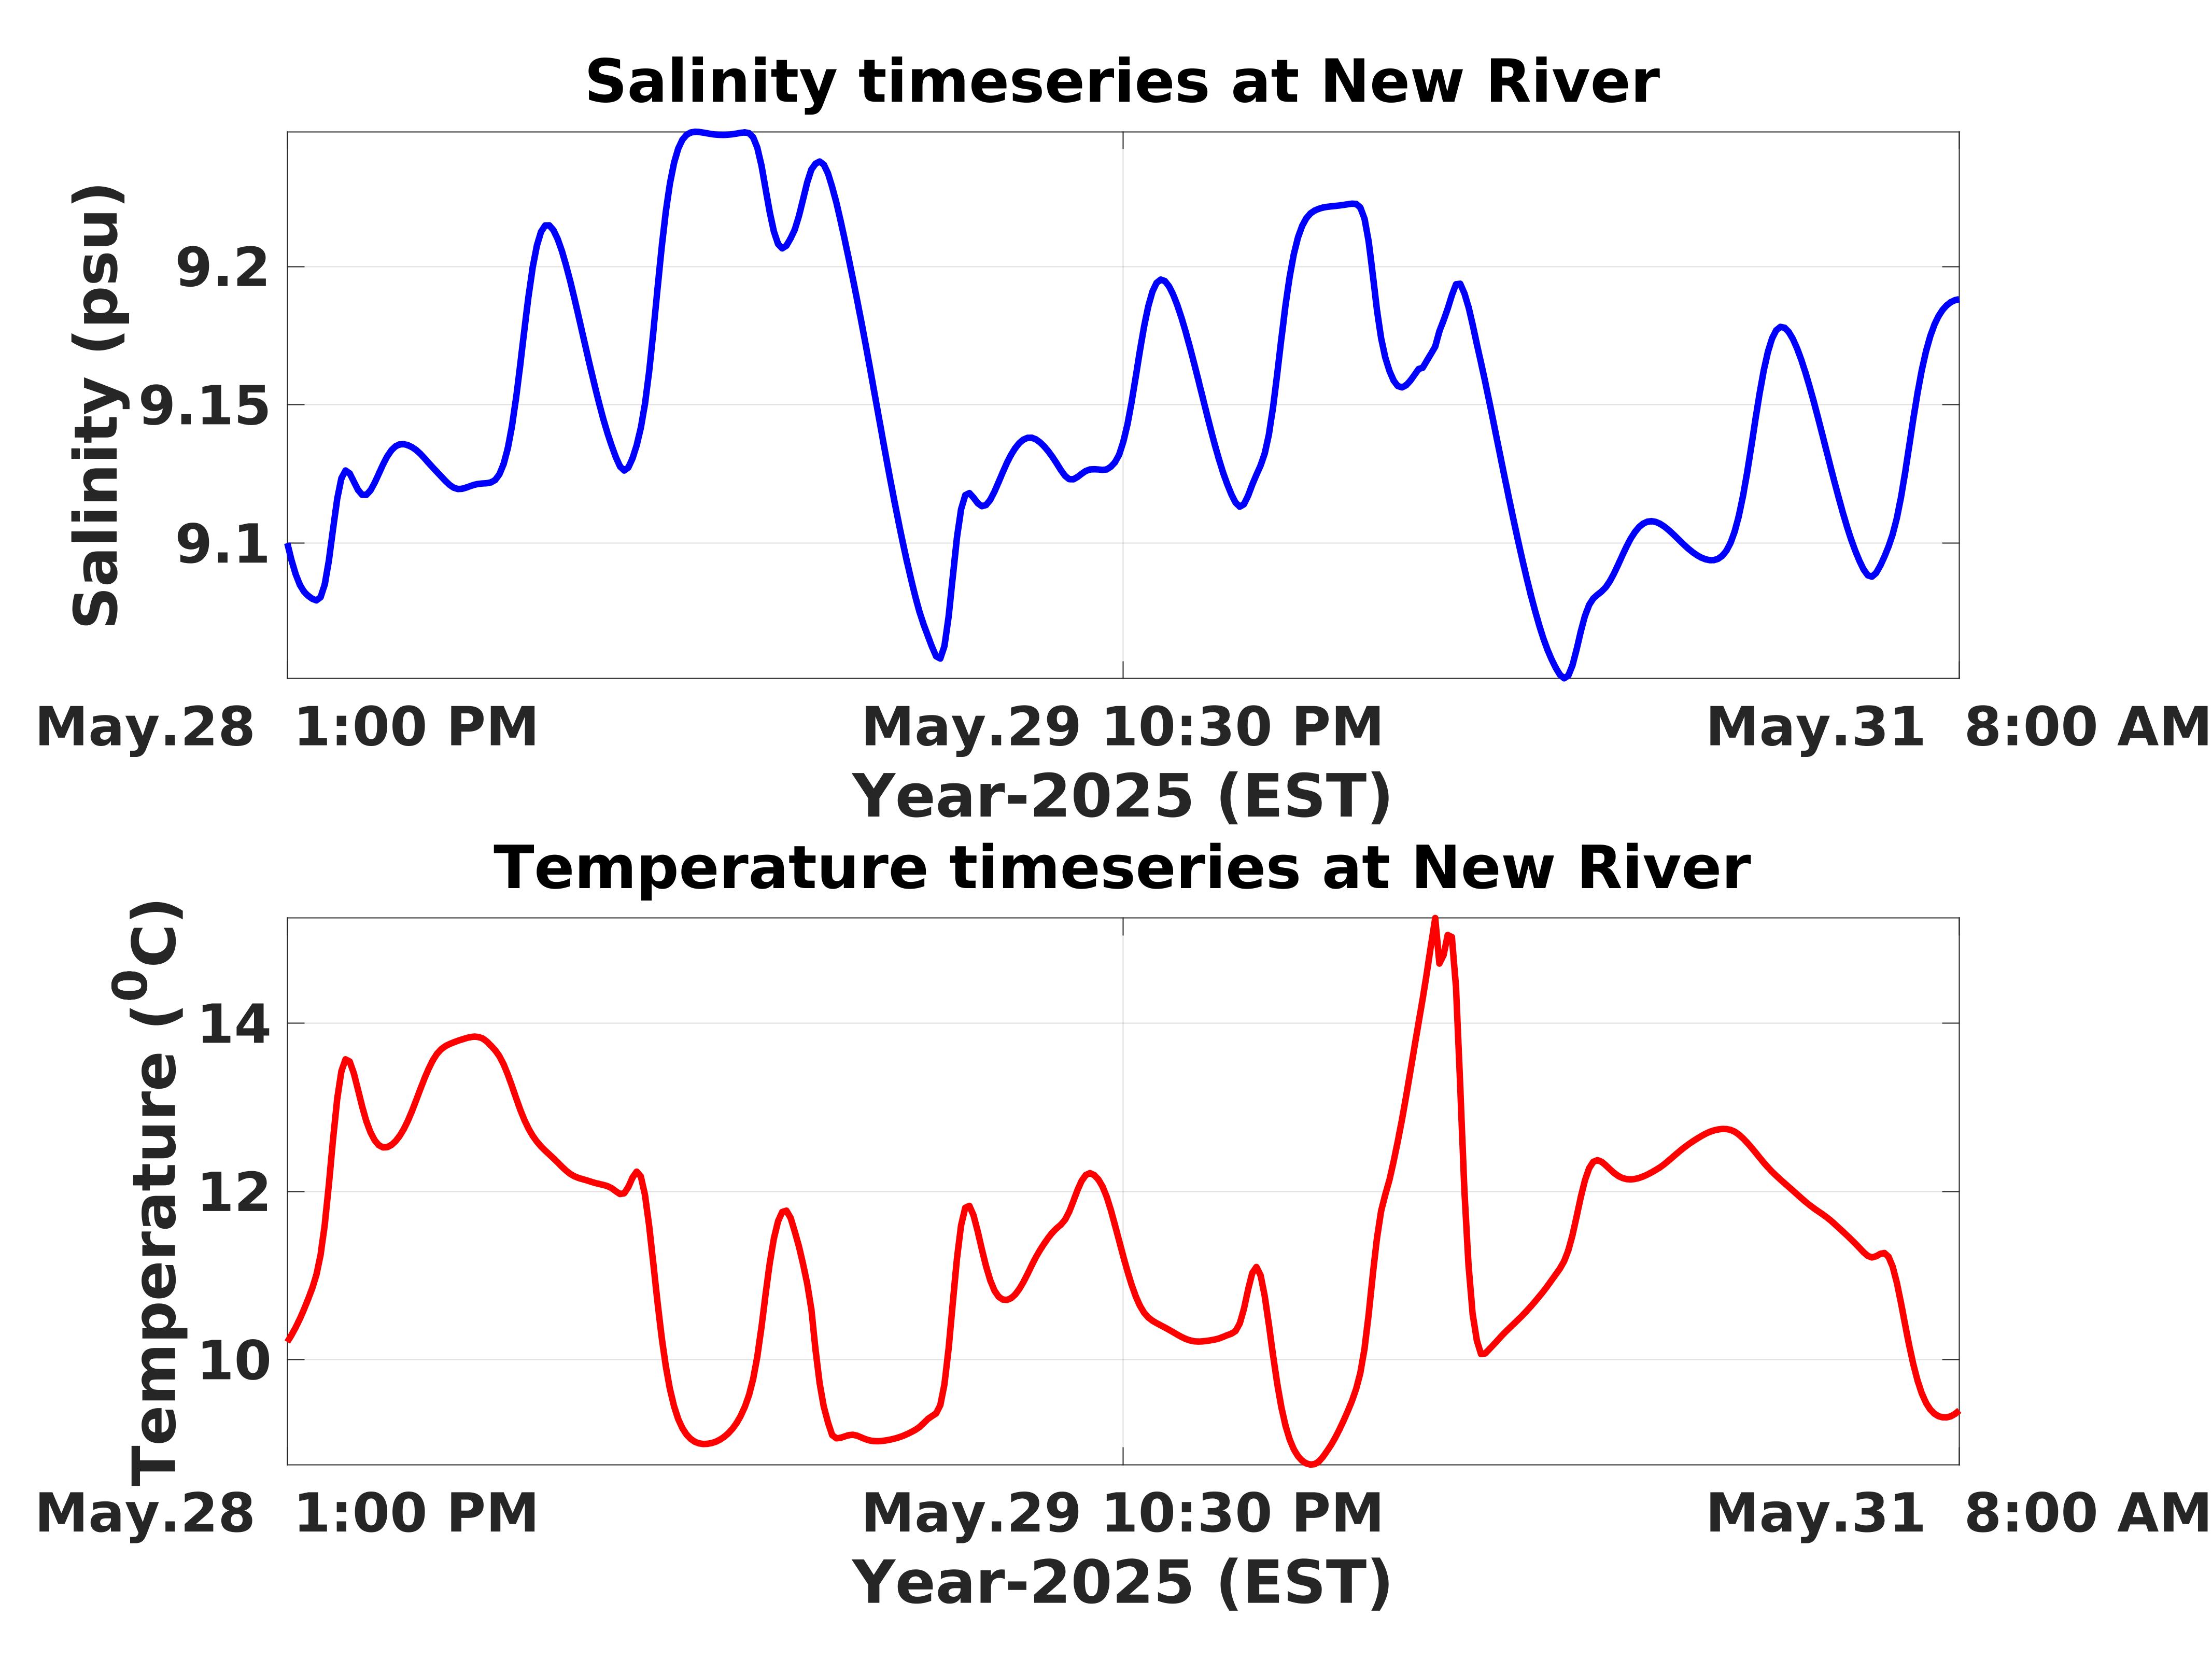 Salinity timeseries at New River
Salinity (psu)
9.2
9.15
9.1
May.28  1:00 PM
May.29 10:30 PM
May.31  8:00 AM
Year-2025 (EST)
Temperature timeseries at New River
Temperature (⁰C)
14
12
10
May.28  1:00 PM
May.29 10:30 PM
May.31  8:00 AM
Year-2025 (EST)